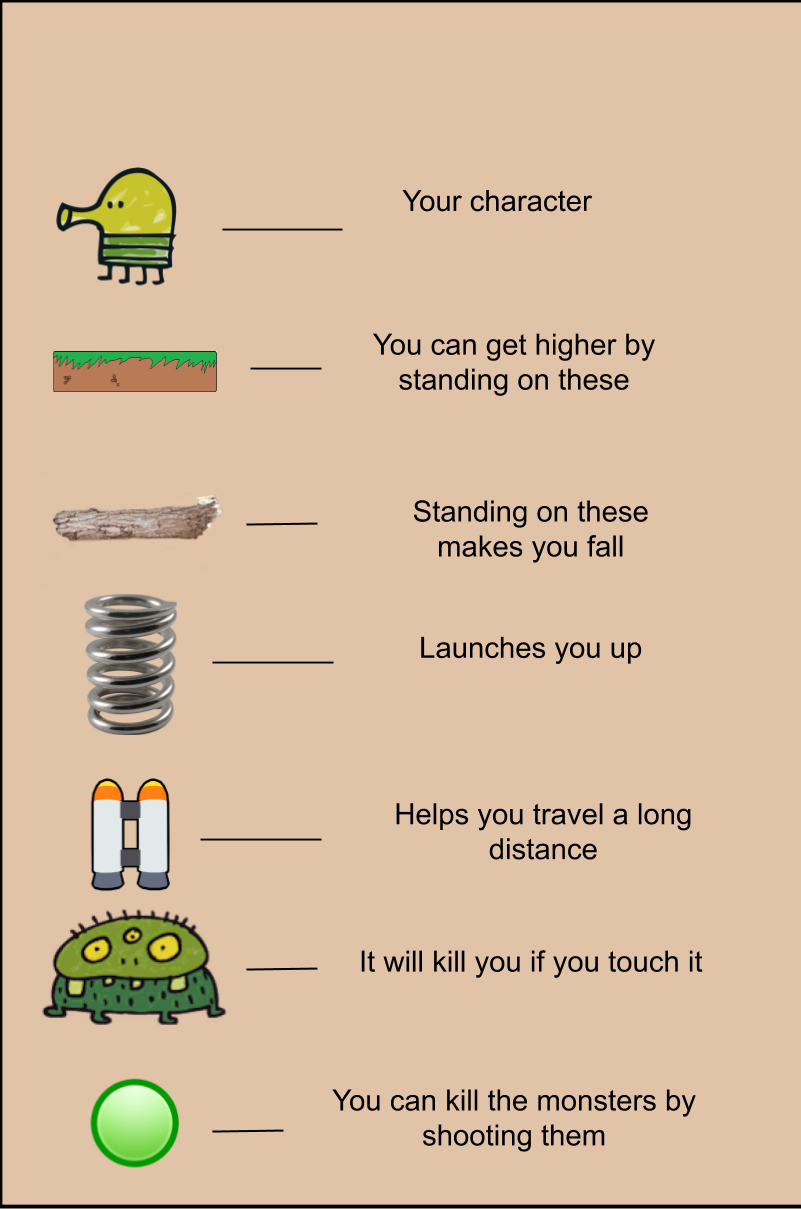 Your character
You can get higher by
standing on these
Standing on these
makes you fall
Launches you up
Helps you travel a long
distance
It will kill you if you touch it
You can kill the monsters by
shooting them